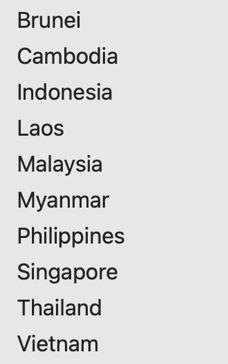 Brunei
Cambodia
Indonesia
Laos
Malaysia
Myanmar
Philippines
Singapore
Thailand
Vietnam